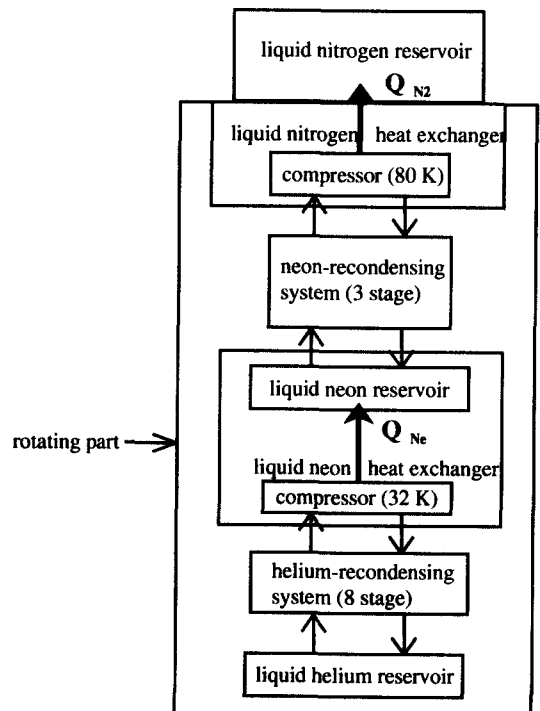 liquid nitrogen reservoir
Q N2
liquid nitrogen heat exchanger
compressor (80 K)
neon-recondensing
system (3 stage)
liquid neon reservoir
rotating part
Q Ne
liquid neon heat exchanger
compressor (32 K)
helium-recondensing
system (8 stage)
liquid helium reservoir